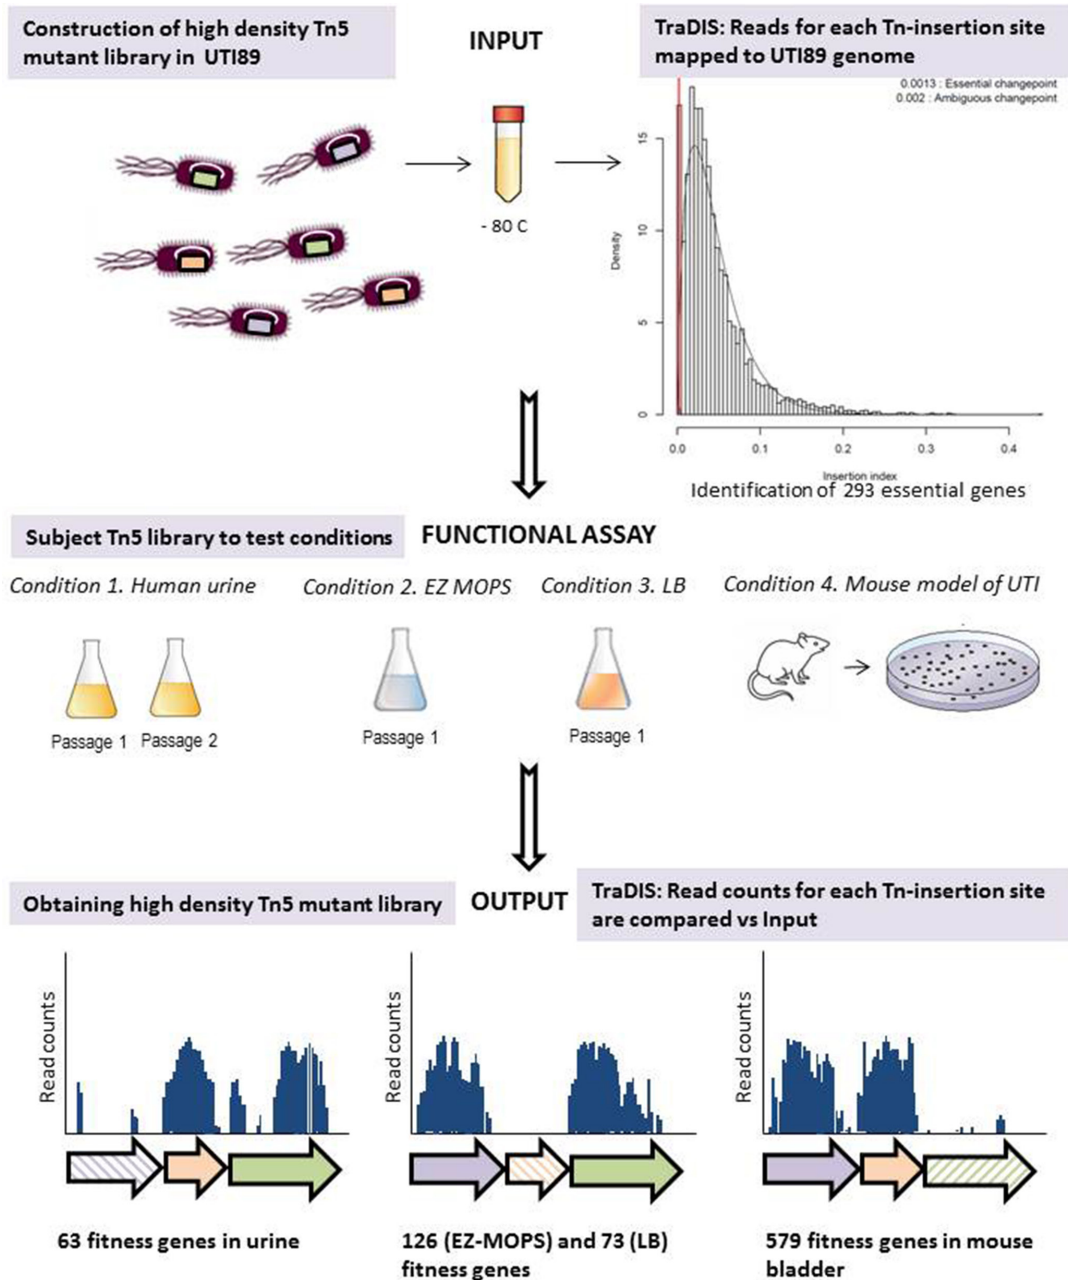 Construction of high density Tn5
mutant library in UTI89
INPUT
TraDIS: Reads for each Tn-insertion site
mapped to UTI89 genome
- 80 C
0.0013 : Essential changepoint
0.002 : Ambiguous changepoint
Density
15
10
5
0
0.0
0.1
0.2
0.3
0.4
Insertion index
Identification of 293 essential genes
Subject Tn5 library to test conditions
FUNCTIONAL ASSAY
Condition 1. Human urine
Condition 2. EZ MOPS
Condition 3. LB
Condition 4. Mouse model of UTI
Passage 1
Passage 2
Passage 1
Passage 1
Obtaining high density Tn5 mutant library
OUTPUT
TraDIS: Read counts for each Tn-insertion site
are compared vs Input
Read counts
Read counts
Read counts
63 fitness genes in urine
126 (EZ-MOPS) and 73 (LB)
fitness genes
579 fitness genes in mouse
bladder